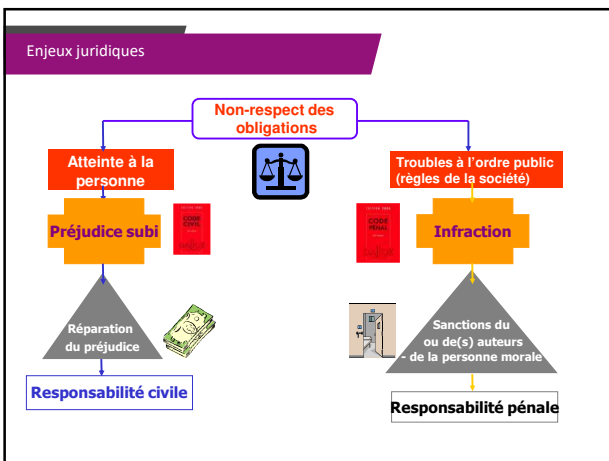 Enjeux juridiques
Non-respect des
obligations
Atteinte à la
personne
Troubles à l'ordre public
(règles de la société)
Préjudice subi
CODE
CIVIL
CODE
PÉNAL
Infraction
Réparation
du préjudice
Sanctions du
ou de(s) auteurs
- de la personne morale
Responsabilité civile
Responsabilité pénale